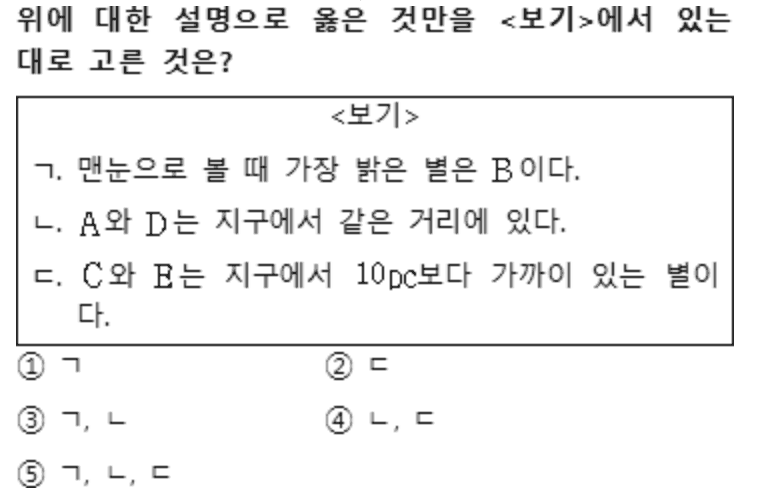 위에 대한 설명으로 옳은 것만을 <보기>에서 있는
대로 고른 것은?
<보기>
ㄱ. 맨눈으로 볼 때 가장 밝은 별은 B이다.
ㄴ. A와 D는 지구에서 같은 거리에 있다.
ㄷ. C와 E는 지구에서 10pc보다 가까이 있는 별이
다.
① ㄱ ② ㄷ
③ ㄱ, ㄴ ④ ㄴ, ㄷ
⑤ ㄱ, ㄴ, ㄷ